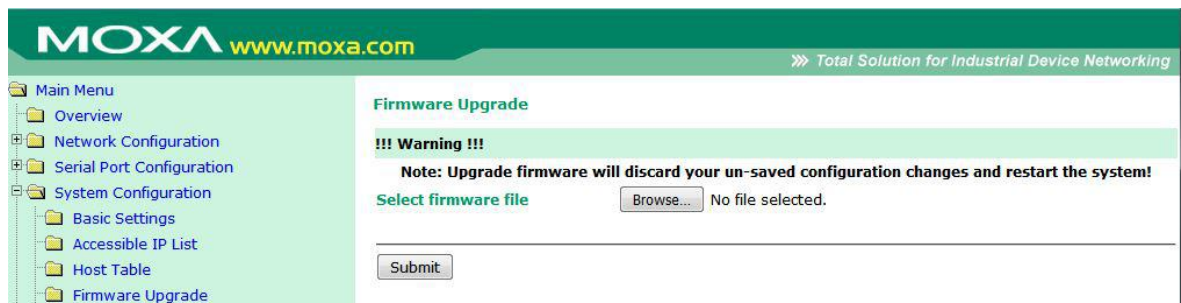 MOXA www.moxa.com
Total Solution for Industrial Device Networking
Main Menu
Overview
Network Configuration
Serial Port Configuration
System Configuration
Basic Settings
Accessible IP List
Host Table
Firmware Upgrade
Firmware Upgrade
!!! Warning !!!
Note: Upgrade firmware will discard your un-saved configuration changes and restart the system!
Select firmware file Browse... No file selected.
Submit